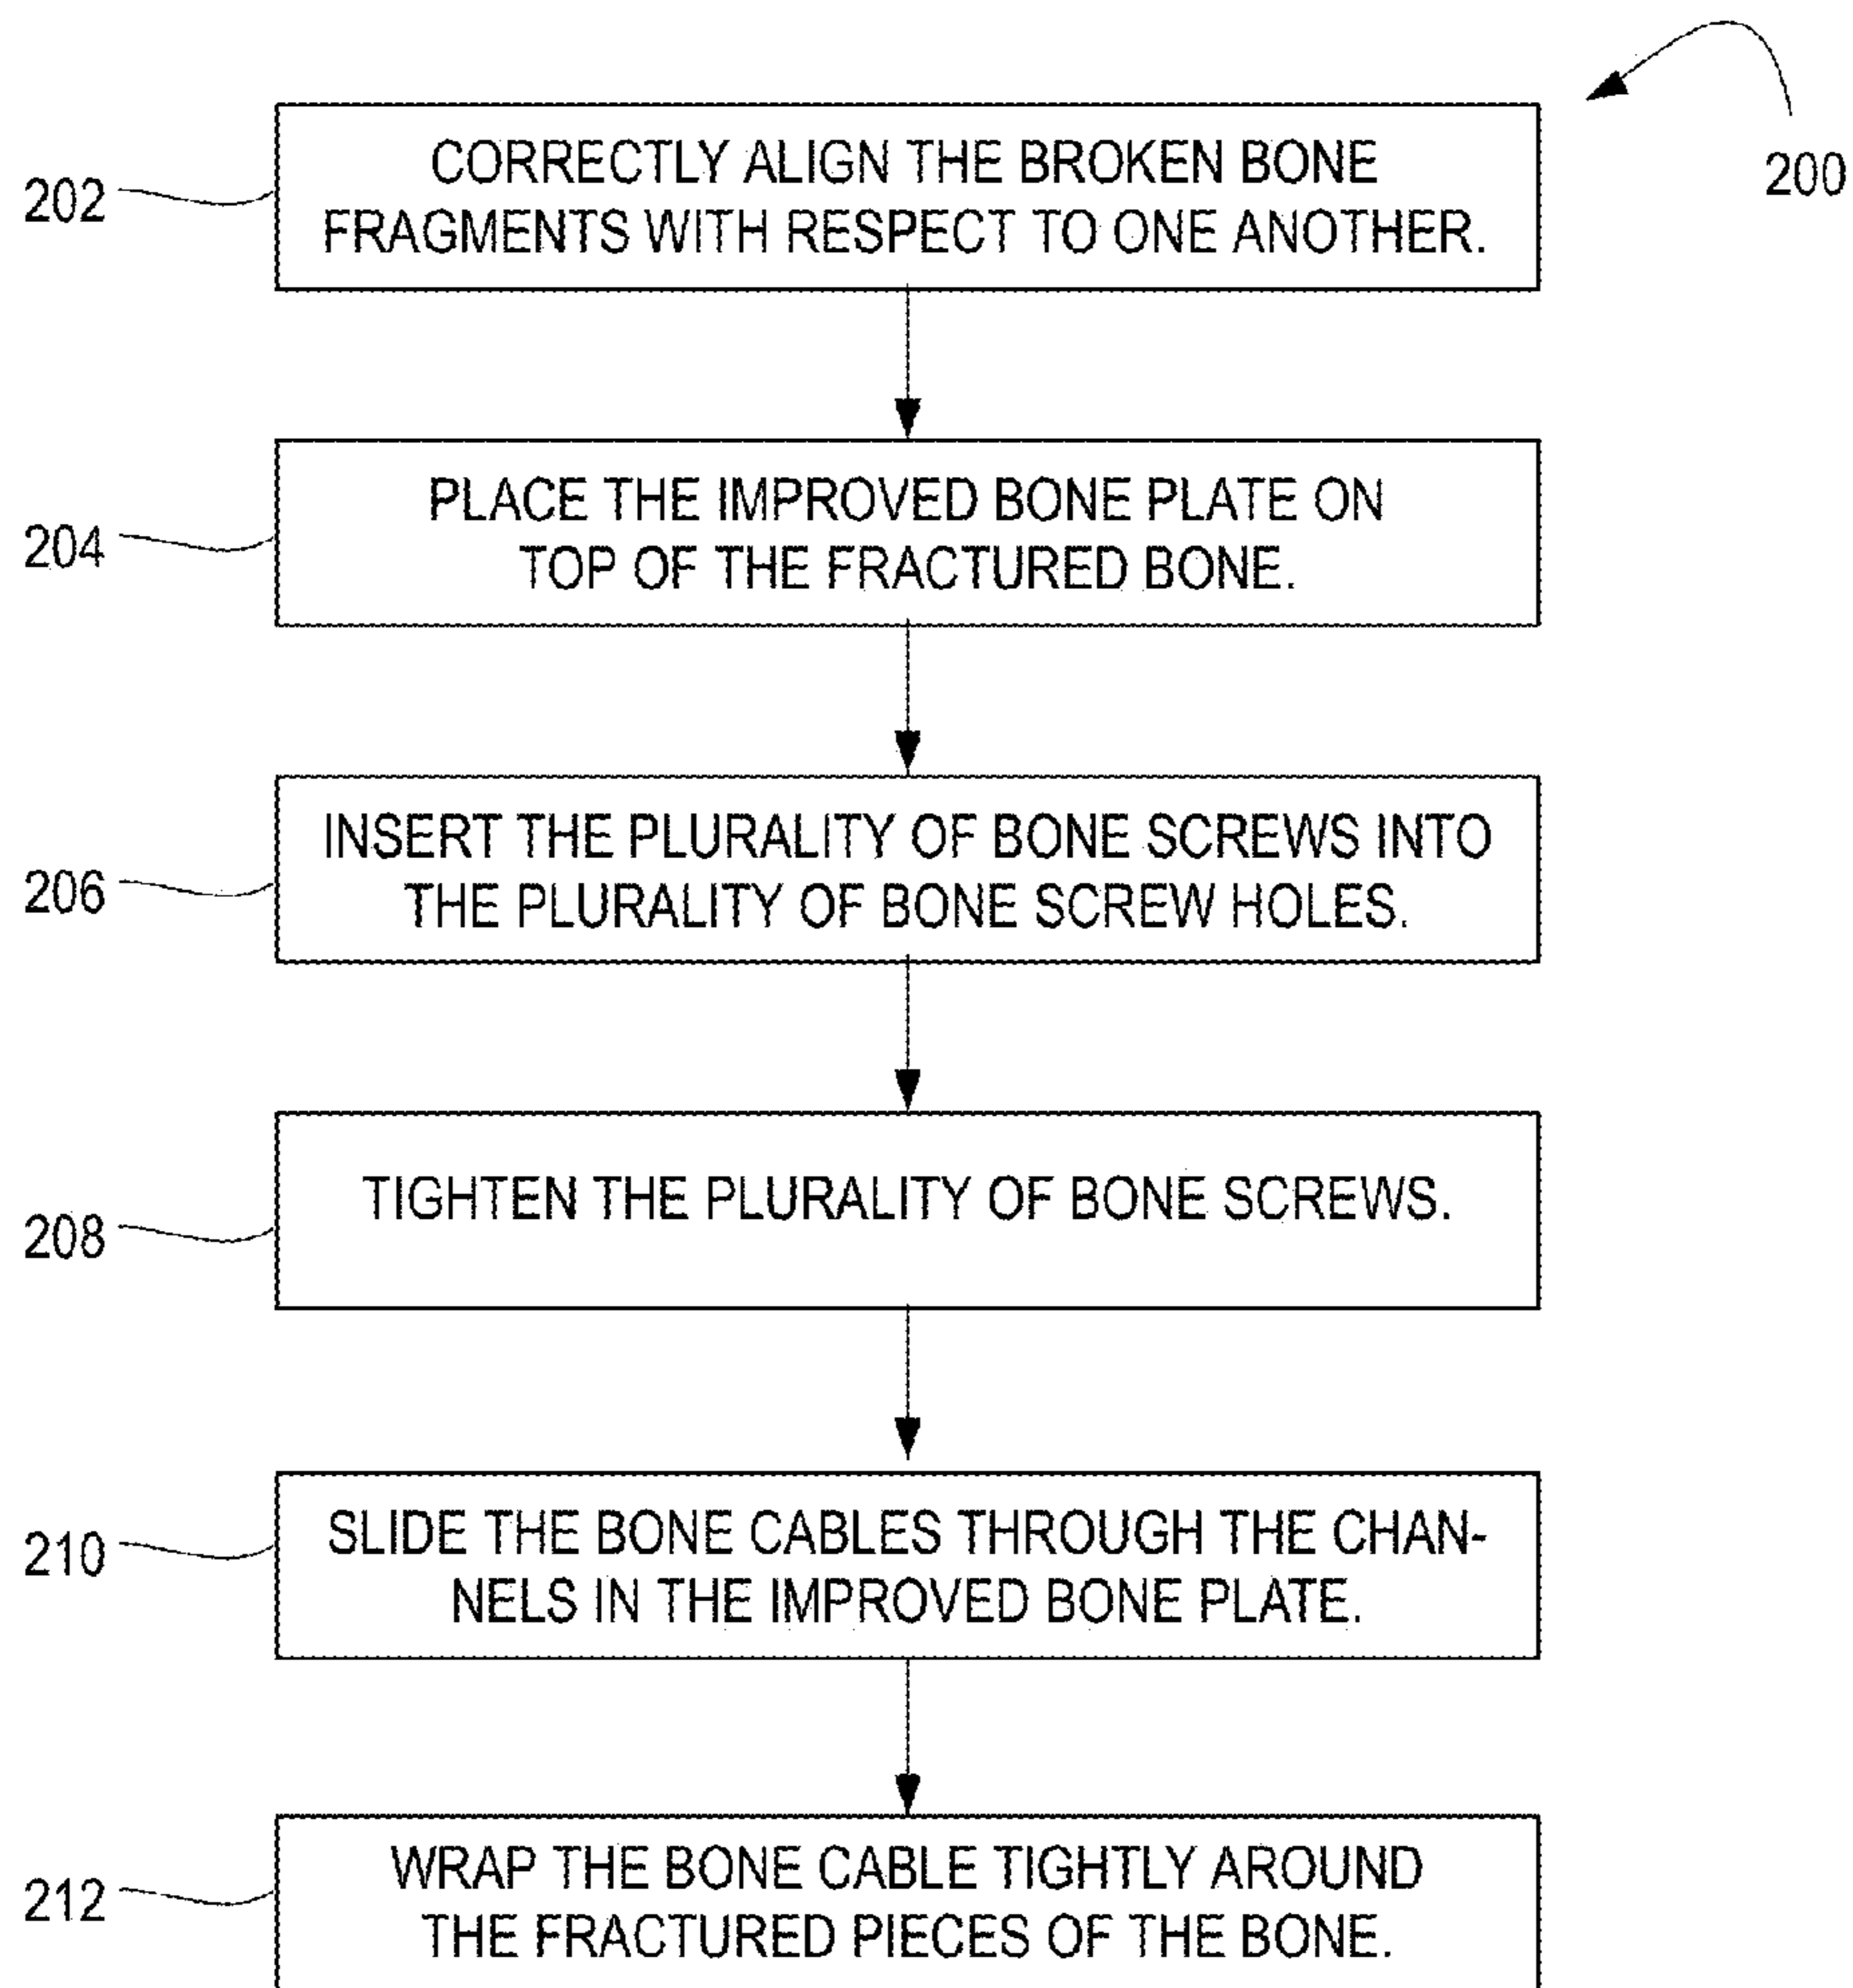 200
202
CORRECTLY ALIGN THE BROKEN BONE
FRAGMENTS WITH RESPECT TO ONE ANOTHER.
204
PLACE THE IMPROVED BONE PLATE ON
TOP OF THE FRACTURED BONE.
206
INSERT THE PLURALITY OF BONE SCREWS INTO
THE PLURALITY OF BONE SCREW HOLES.
208
TIGHTEN THE PLURALITY OF BONE SCREWS.
210
SLIDE THE BONE CABLES THROUGH THE CHAN-
NELS IN THE IMPROVED BONE PLATE.
212
WRAP THE BONE CABLE TIGHTLY AROUND
THE FRACTURED PIECES OF THE BONE.